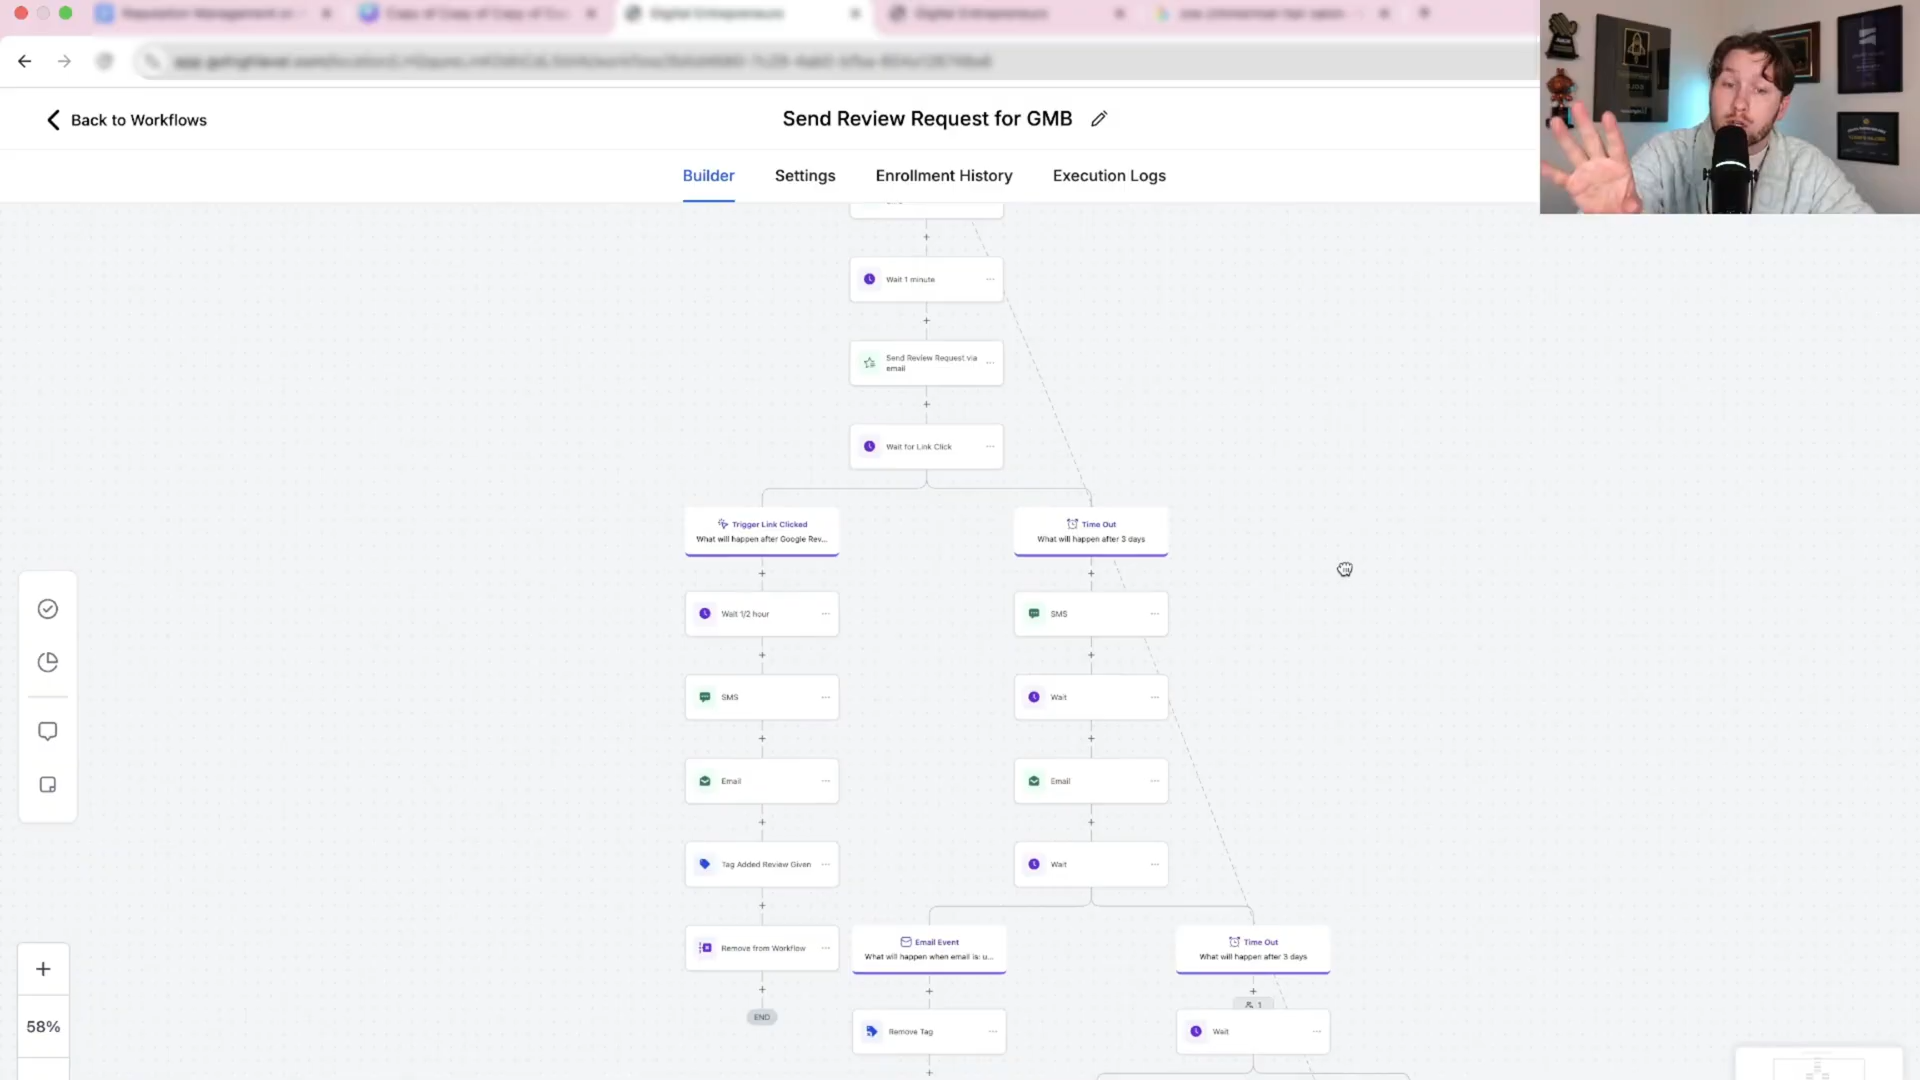 Back to Workflows
Send Review Request for GMB
Builder
Settings
Enrollment History
Execution Logs
Wait 1 minute
Send Review Request via
email
Wait for Link Click
Trigger Link Clicked
What will happen after Google Rev...
Time Out
What will happen after 3 days
Wait 1/2 hour
SMS
SMS
Wait
Email
Email
Tag Added Review Given
Wait
Remove from Workflow
Email Event
What will happen when email is: u...
Time Out
What will happen after 3 days
1
END
Remove Tag
Wait
58%